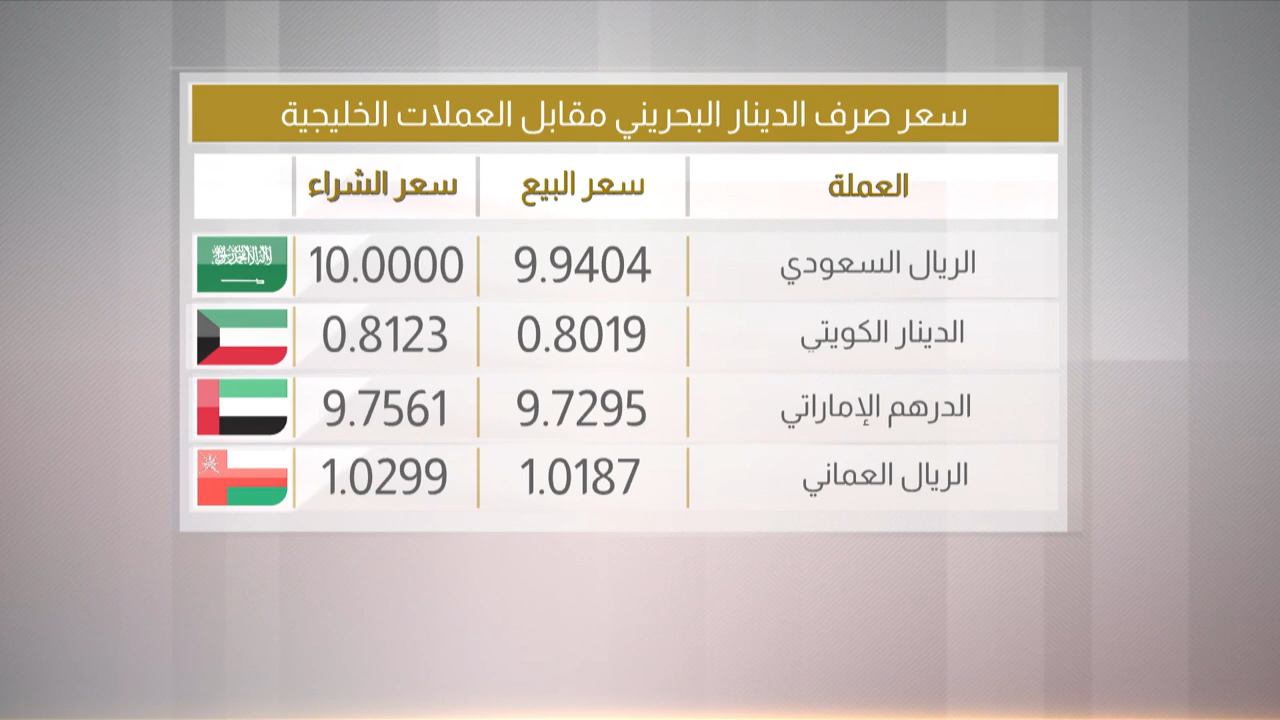 سعر صرف الدينار البحريني مقابل العملات الخليجية
العملة سعر البيع سعر الشراء
الريال السعودي 9.9404 10.0000
الدينار الكويتي 0.8019 0.8123
الدرهم الإماراتي 9.7295 9.7561
الريال العماني 1.0187 1.0299